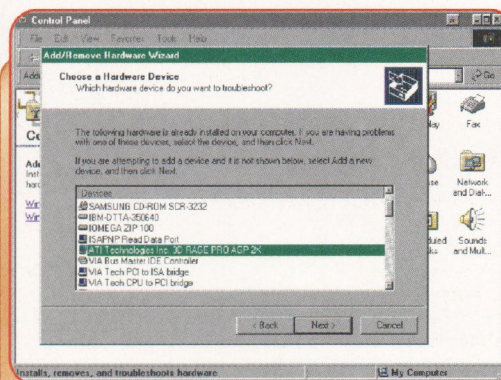 Control Panel
File Edit View Favorites Tools Help
Go
Add/Remove Hardware Wizard
Choose a Hardware Device
Which hardware device do you want to troubleshoot?
The following hardware is already installed on your computer. If you are having problems
with one of these devices, select the device, and then click Next.
If you are attempting to add a device and it is not shown below, select Add a new
device, and then click Next.
Devices
SAMSUNG CD-ROM SCR-3232
IBM-DTTA-350640
IOMEGA ZIP 100
ISAPNP Read Data Port
ATI Technologies Inc. 3D RAGE PRO AGP 2X
VIA Bus Master IDE Controller
VIA Tech PCI to ISA bridge
VIA Tech CPU to PCI bridge
< Back Next > Cancel
Fax
Network
and Dial-...
Sounds
and Mult...
Installs, removes, and troubleshoots hardware
My Computer